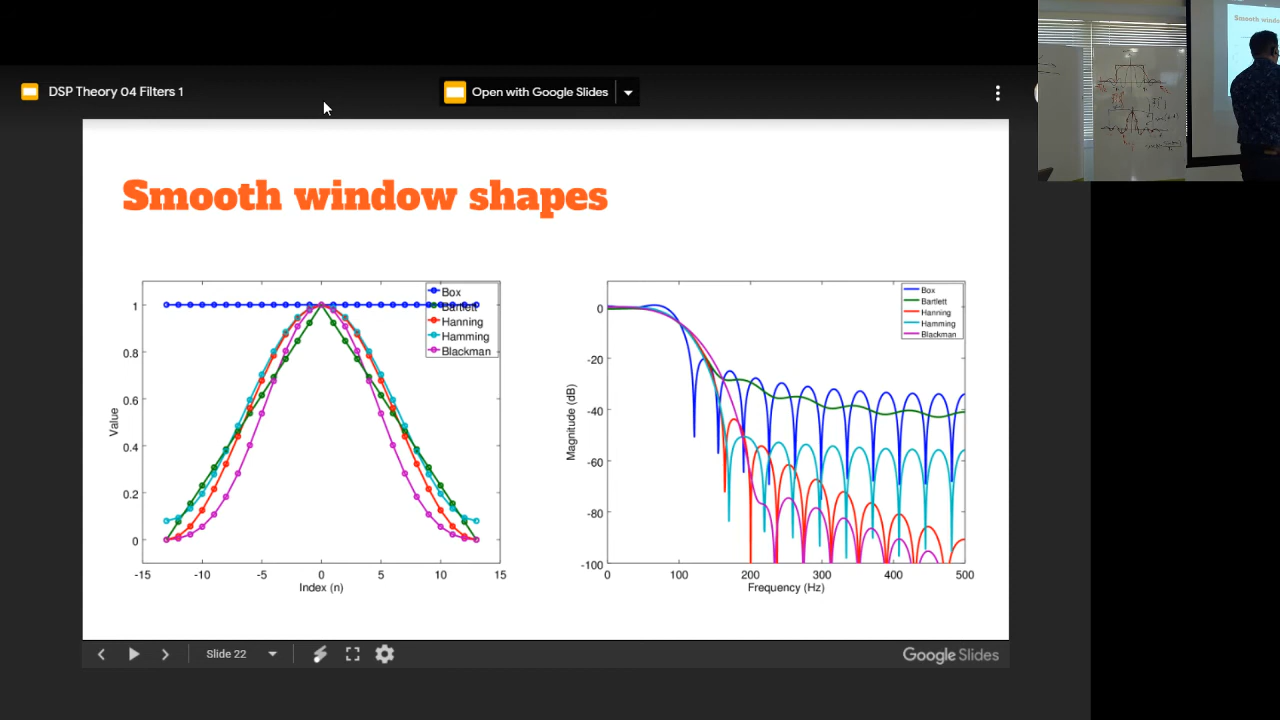 DSP Theory 04 Filters 1
Open with Google Slides
Smooth wind
Smooth window shapes
Box
Bartlett
Hanning
Hamming
Blackman
1
0.8
0.6
0.4
0.2
0
Value
-15 -10 -5 0 5 10 15
Index (n)
Box
Bartlett
Hanning
Hamming
Blackman
0
-20
-40
-60
-80
-100
Magnitude (dB)
0 100 200 300 400 500
Frequency (Hz)
Slide 22
Google Slides